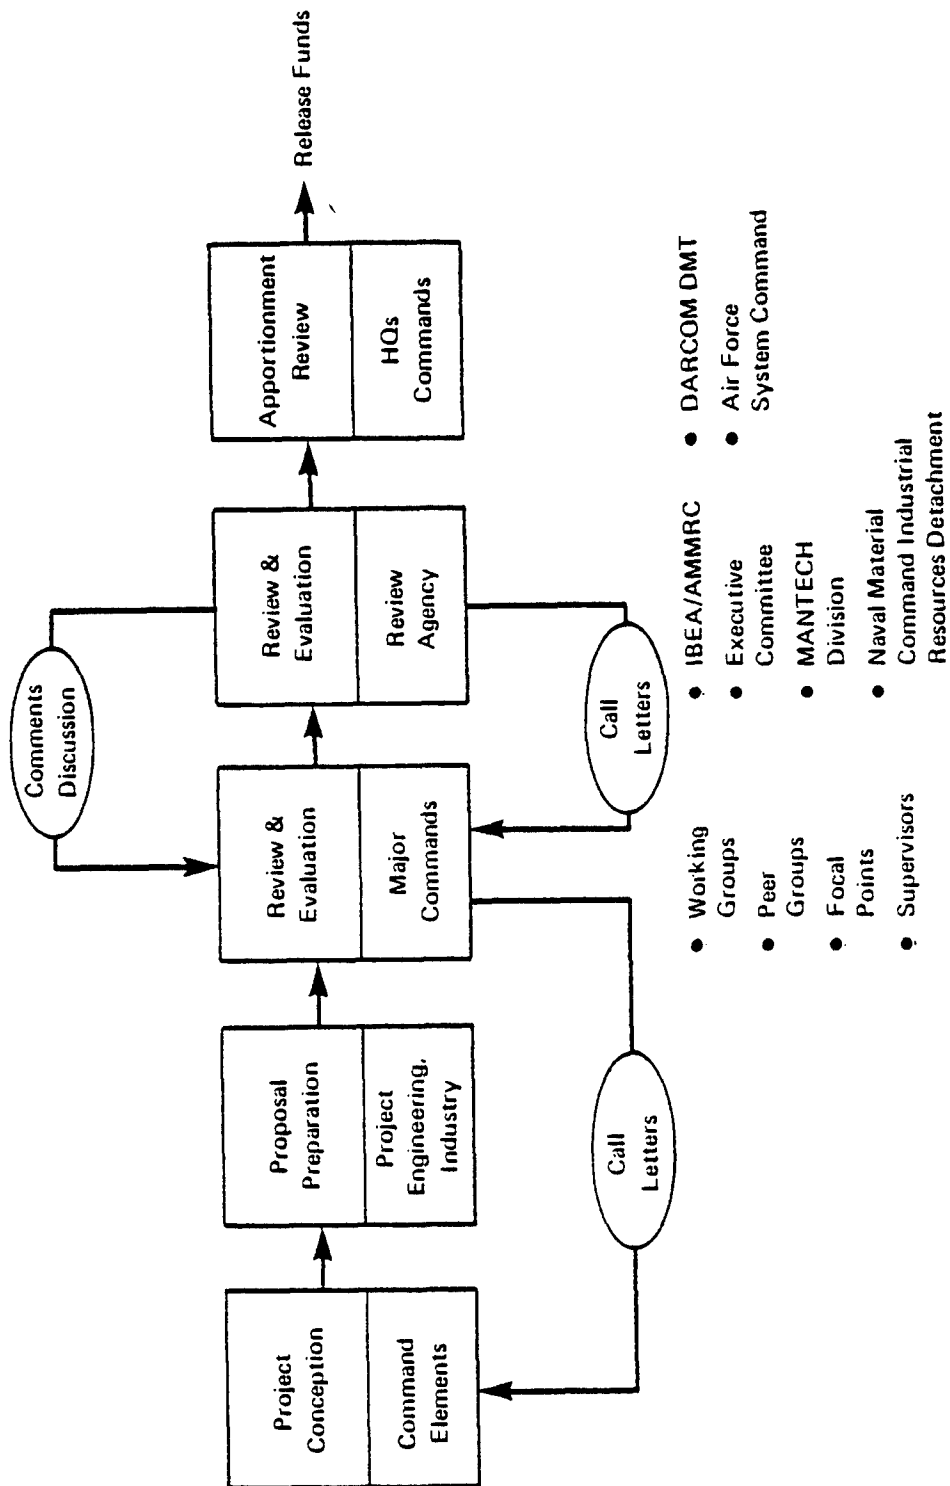 Comments
Discussion
Project
Conception
Command
Elements
Proposal
Preparation
Project
Engineering,
Industry
Review &
Evaluation
Major
Commands
Review &
Evaluation
Review
Agency
Apportionment
Review
HQs
Commands
Release Funds
Call
Letters
Call
Letters
● Working
Groups
● Peer
Groups
● Focal
Points
● Supervisors
● IBEA/AMMRC
● Executive
Committee
● MANTECH
Division
● Naval Material
Command Industrial
Resources Detachment
● DARCOM DMT
● Air Force
System Command